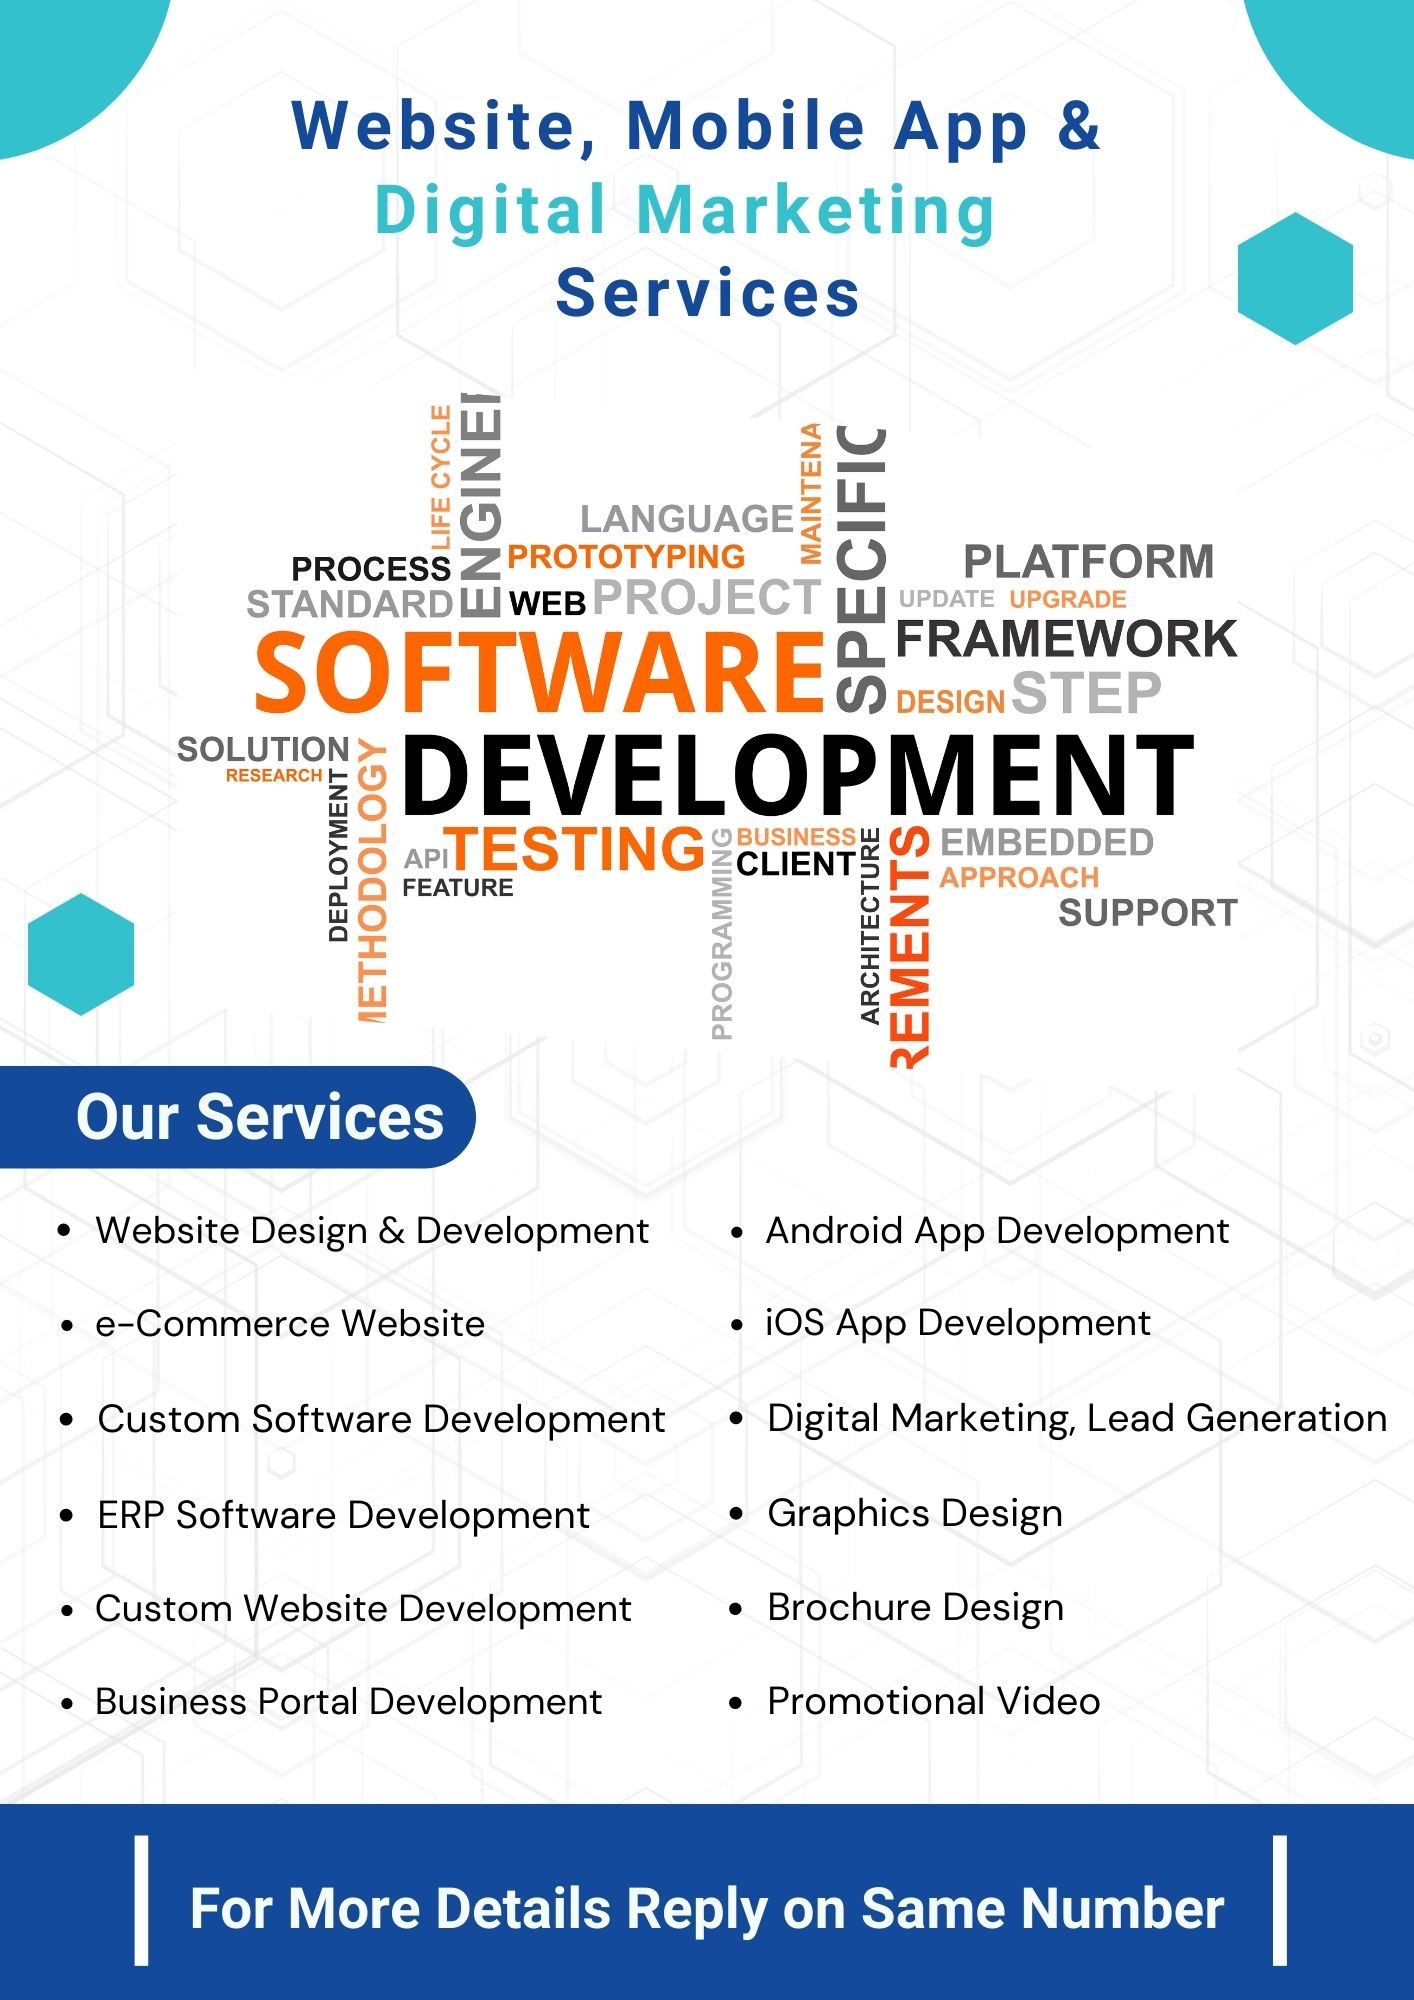 Website, Mobile App &
Digital Marketing
Services
LIFE CYCLE
ENGINE
MAINTENA
SPECIFIC
LANGUAGE
PROCESS
PROTOTYPING
PLATFORM
STANDARD
WEB
PROJECT
UPDATE
UPGRADE
SOFTWARE
FRAMEWORK
DESIGN
STEP
SOLUTION
RESEARCH
DEPLOYMENT
METHODOLOGY
DEVELOPMENT
API
TESTING
FEATURE
PROGRAMMING
BUSINESS
CLIENT
ARCHITECTURE
REMENTS
EMBEDDED
APPROACH
SUPPORT
Our Services
• Website Design & Development
• e-Commerce Website
• Custom Software Development
• ERP Software Development
• Custom Website Development
• Business Portal Development
• Android App Development
• iOS App Development
• Digital Marketing, Lead Generation
• Graphics Design
• Brochure Design
• Promotional Video
For More Details Reply on Same Number